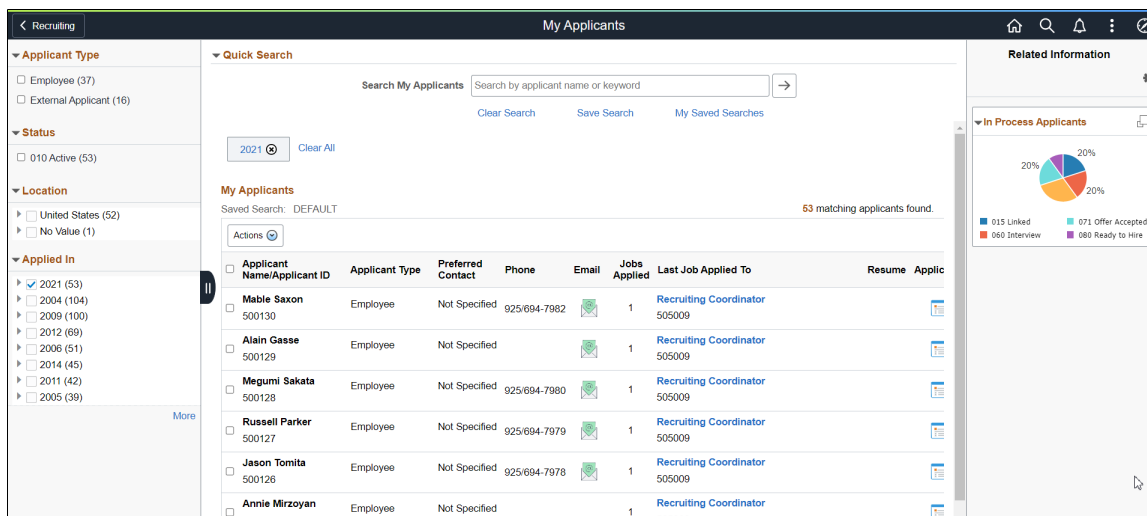 Recruiting
My Applicants
Applicant Type
Employee (37)
External Applicant (16)
Status
010 Active (53)
Location
United States (52)
No Value (1)
Applied In
2021 (53)
2004 (104)
2009 (100)
2012 (69)
2006 (51)
2014 (45)
2011 (42)
2005 (39)
More
Quick Search
Search My Applicants Search by applicant name or keyword
Clear Search Save Search My Saved Searches
2021 Clear All
My Applicants
Saved Search: DEFAULT 53 matching applicants found.
Actions
Applicant Name/Applicant ID Applicant Type Preferred Contact Phone Email Jobs Applied Last Job Applied To Resume Applic
Mable Saxon Employee Not Specified 925/694-7982 1 Recruiting Coordinator
500130 505009
Alain Gasse Employee Not Specified 1 Recruiting Coordinator
500129 505009
Megumi Sakata Employee Not Specified 925/694-7980 1 Recruiting Coordinator
500128 505009
Russell Parker Employee Not Specified 925/694-7979 1 Recruiting Coordinator
500127 505009
Jason Tomita Employee Not Specified 925/694-7978 1 Recruiting Coordinator
500126 505009
Annie Mirzoyan Employee Not Specified 1 Recruiting Coordinator
Related Information
In Process Applicants
20%
20%
20%
015 Linked 071 Offer Accepted
060 Interview 080 Ready to Hire